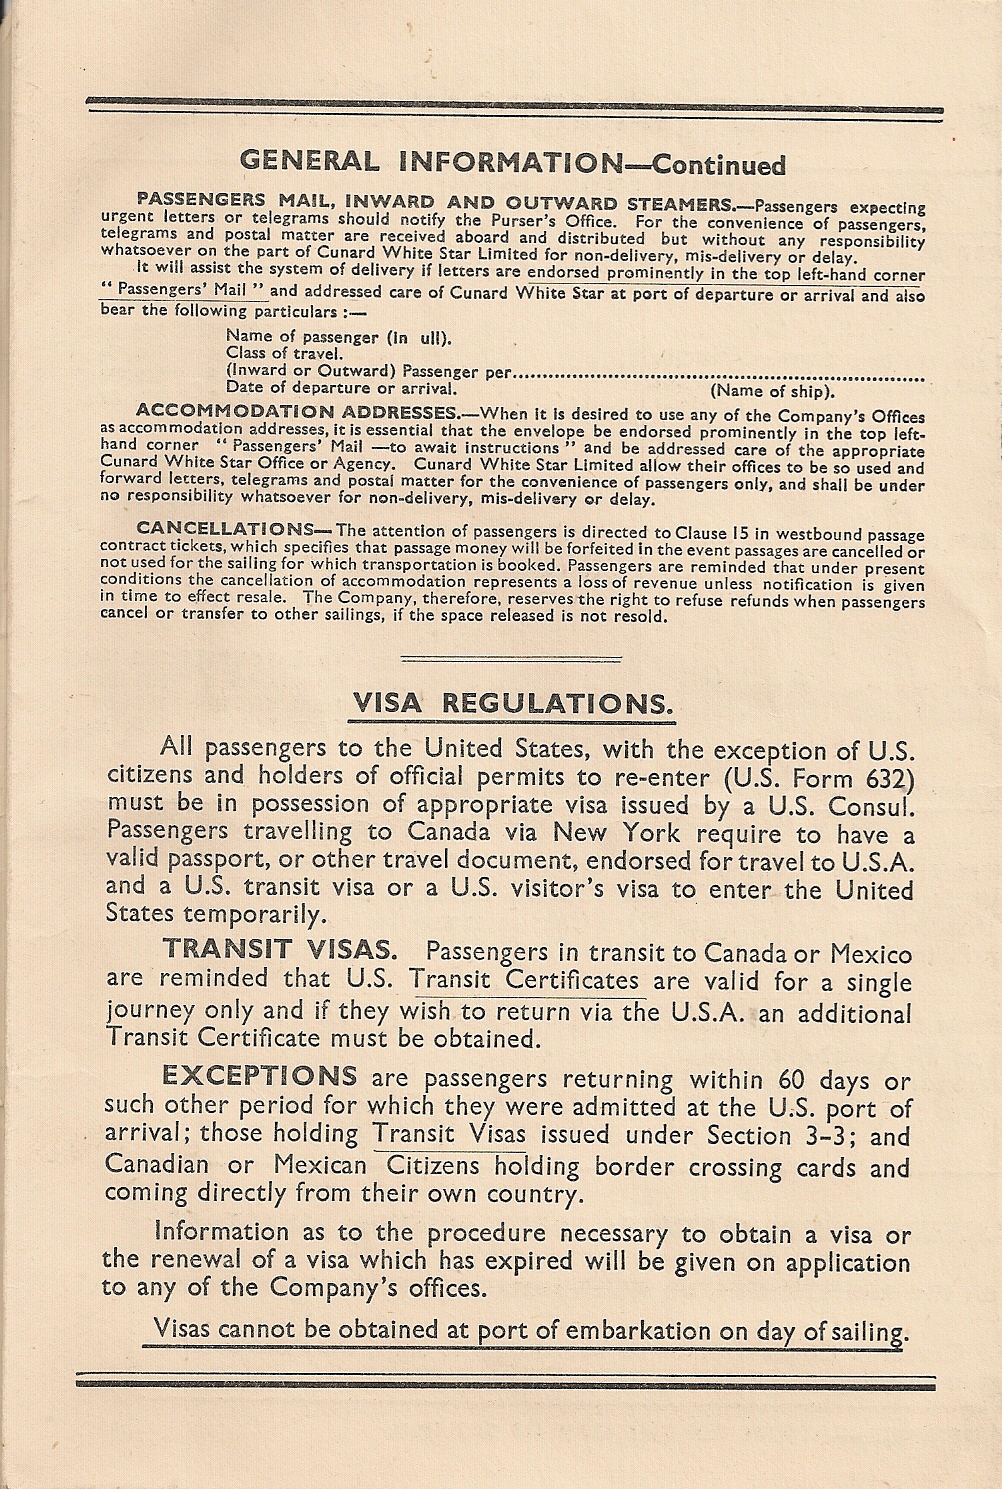 GENERAL INFORMATION—Continued
PASSENGERS MAIL, INWARD AND OUTWARD STEAMERS.—Passengers expecting
urgent letters or telegrams should notify the Purser's Office. For the convenience of passengers,
telegrams and postal matter are received aboard and distributed but without any responsibility
whatsoever on the part of Cunard White Star Limited for non-delivery, mis-delivery or delay.
It will assist the system of delivery if letters are endorsed prominently in the top left-hand corner
“ Passengers' Mail ” and addressed care of Cunard White Star at port of departure or arrival and also
bear the following particulars :—
Name of passenger (in ull).
Class of travel.
(Inward or Outward) Passenger per......................................................................
Date of departure or arrival. (Name of ship).
ACCOMMODATION ADDRESSES.—When it is desired to use any of the Company's Offices
as accommodation addresses, it is essential that the envelope be endorsed prominently in the top left-
hand corner “ Passengers' Mail —to await instructions ” and be addressed care of the appropriate
Cunard White Star Office or Agency. Cunard White Star Limited allow their offices to be so used and
forward letters, telegrams and postal matter for the convenience of passengers only, and shall be under
no responsibility whatsoever for non-delivery, mis-delivery or delay.
CANCELLATIONS—The attention of passengers is directed to Clause 15 in westbound passage
contract tickets, which specifies that passage money will be forfeited in the event passages are cancelled or
not used for the sailing for which transportation is booked. Passengers are reminded that under present
conditions the cancellation of accommodation represents a loss of revenue unless notification is given
in time to effect resale. The Company, therefore, reserves the right to refuse refunds when passengers
cancel or transfer to other sailings, if the space released is not resold.
VISA REGULATIONS.
All passengers to the United States, with the exception of U.S.
citizens and holders of official permits to re-enter (U.S. Form 632)
must be in possession of appropriate visa issued by a U.S. Consul.
Passengers travelling to Canada via New York require to have a
valid passport, or other travel document, endorsed for travel to U.S.A.
and a U.S. transit visa or a U.S. visitor's visa to enter the United
States temporarily.
TRANSIT VISAS. Passengers in transit to Canada or Mexico
are reminded that U.S. Transit Certificates are valid for a single
journey only and if they wish to return via the U.S.A. an additional
Transit Certificate must be obtained.
EXCEPTIONS are passengers returning within 60 days or
such other period for which they were admitted at the U.S. port of
arrival; those holding Transit Visas issued under Section 3-3; and
Canadian or Mexican Citizens holding border crossing cards and
coming directly from their own country.
Information as to the procedure necessary to obtain a visa or
the renewal of a visa which has expired will be given on application
to any of the Company's offices.
Visas cannot be obtained at port of embarkation on day of sailing.